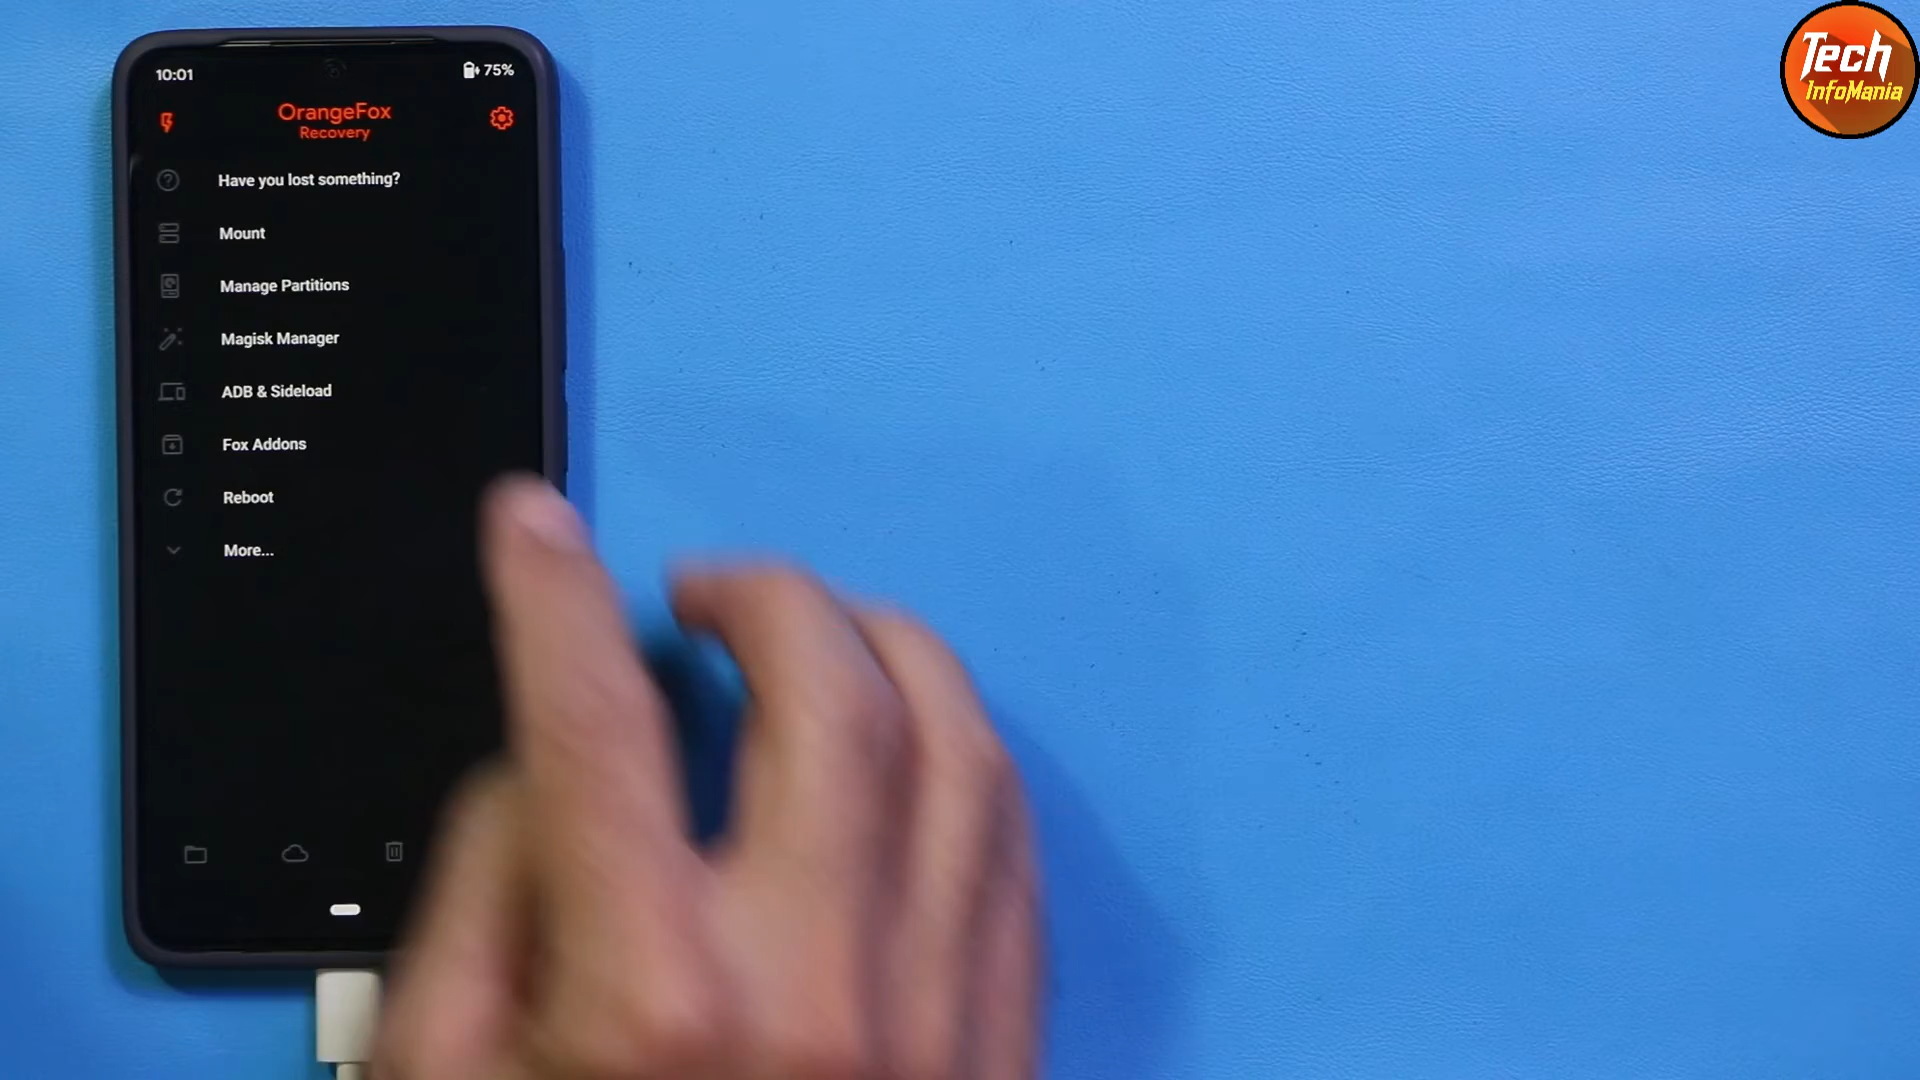 10:01
75%
OrangeFox
Recovery
Have you lost something?
Mount
Manage Partitions
Magisk Manager
ADB & Sideload
Fox Addons
Reboot
More...
Tech
InfoMania